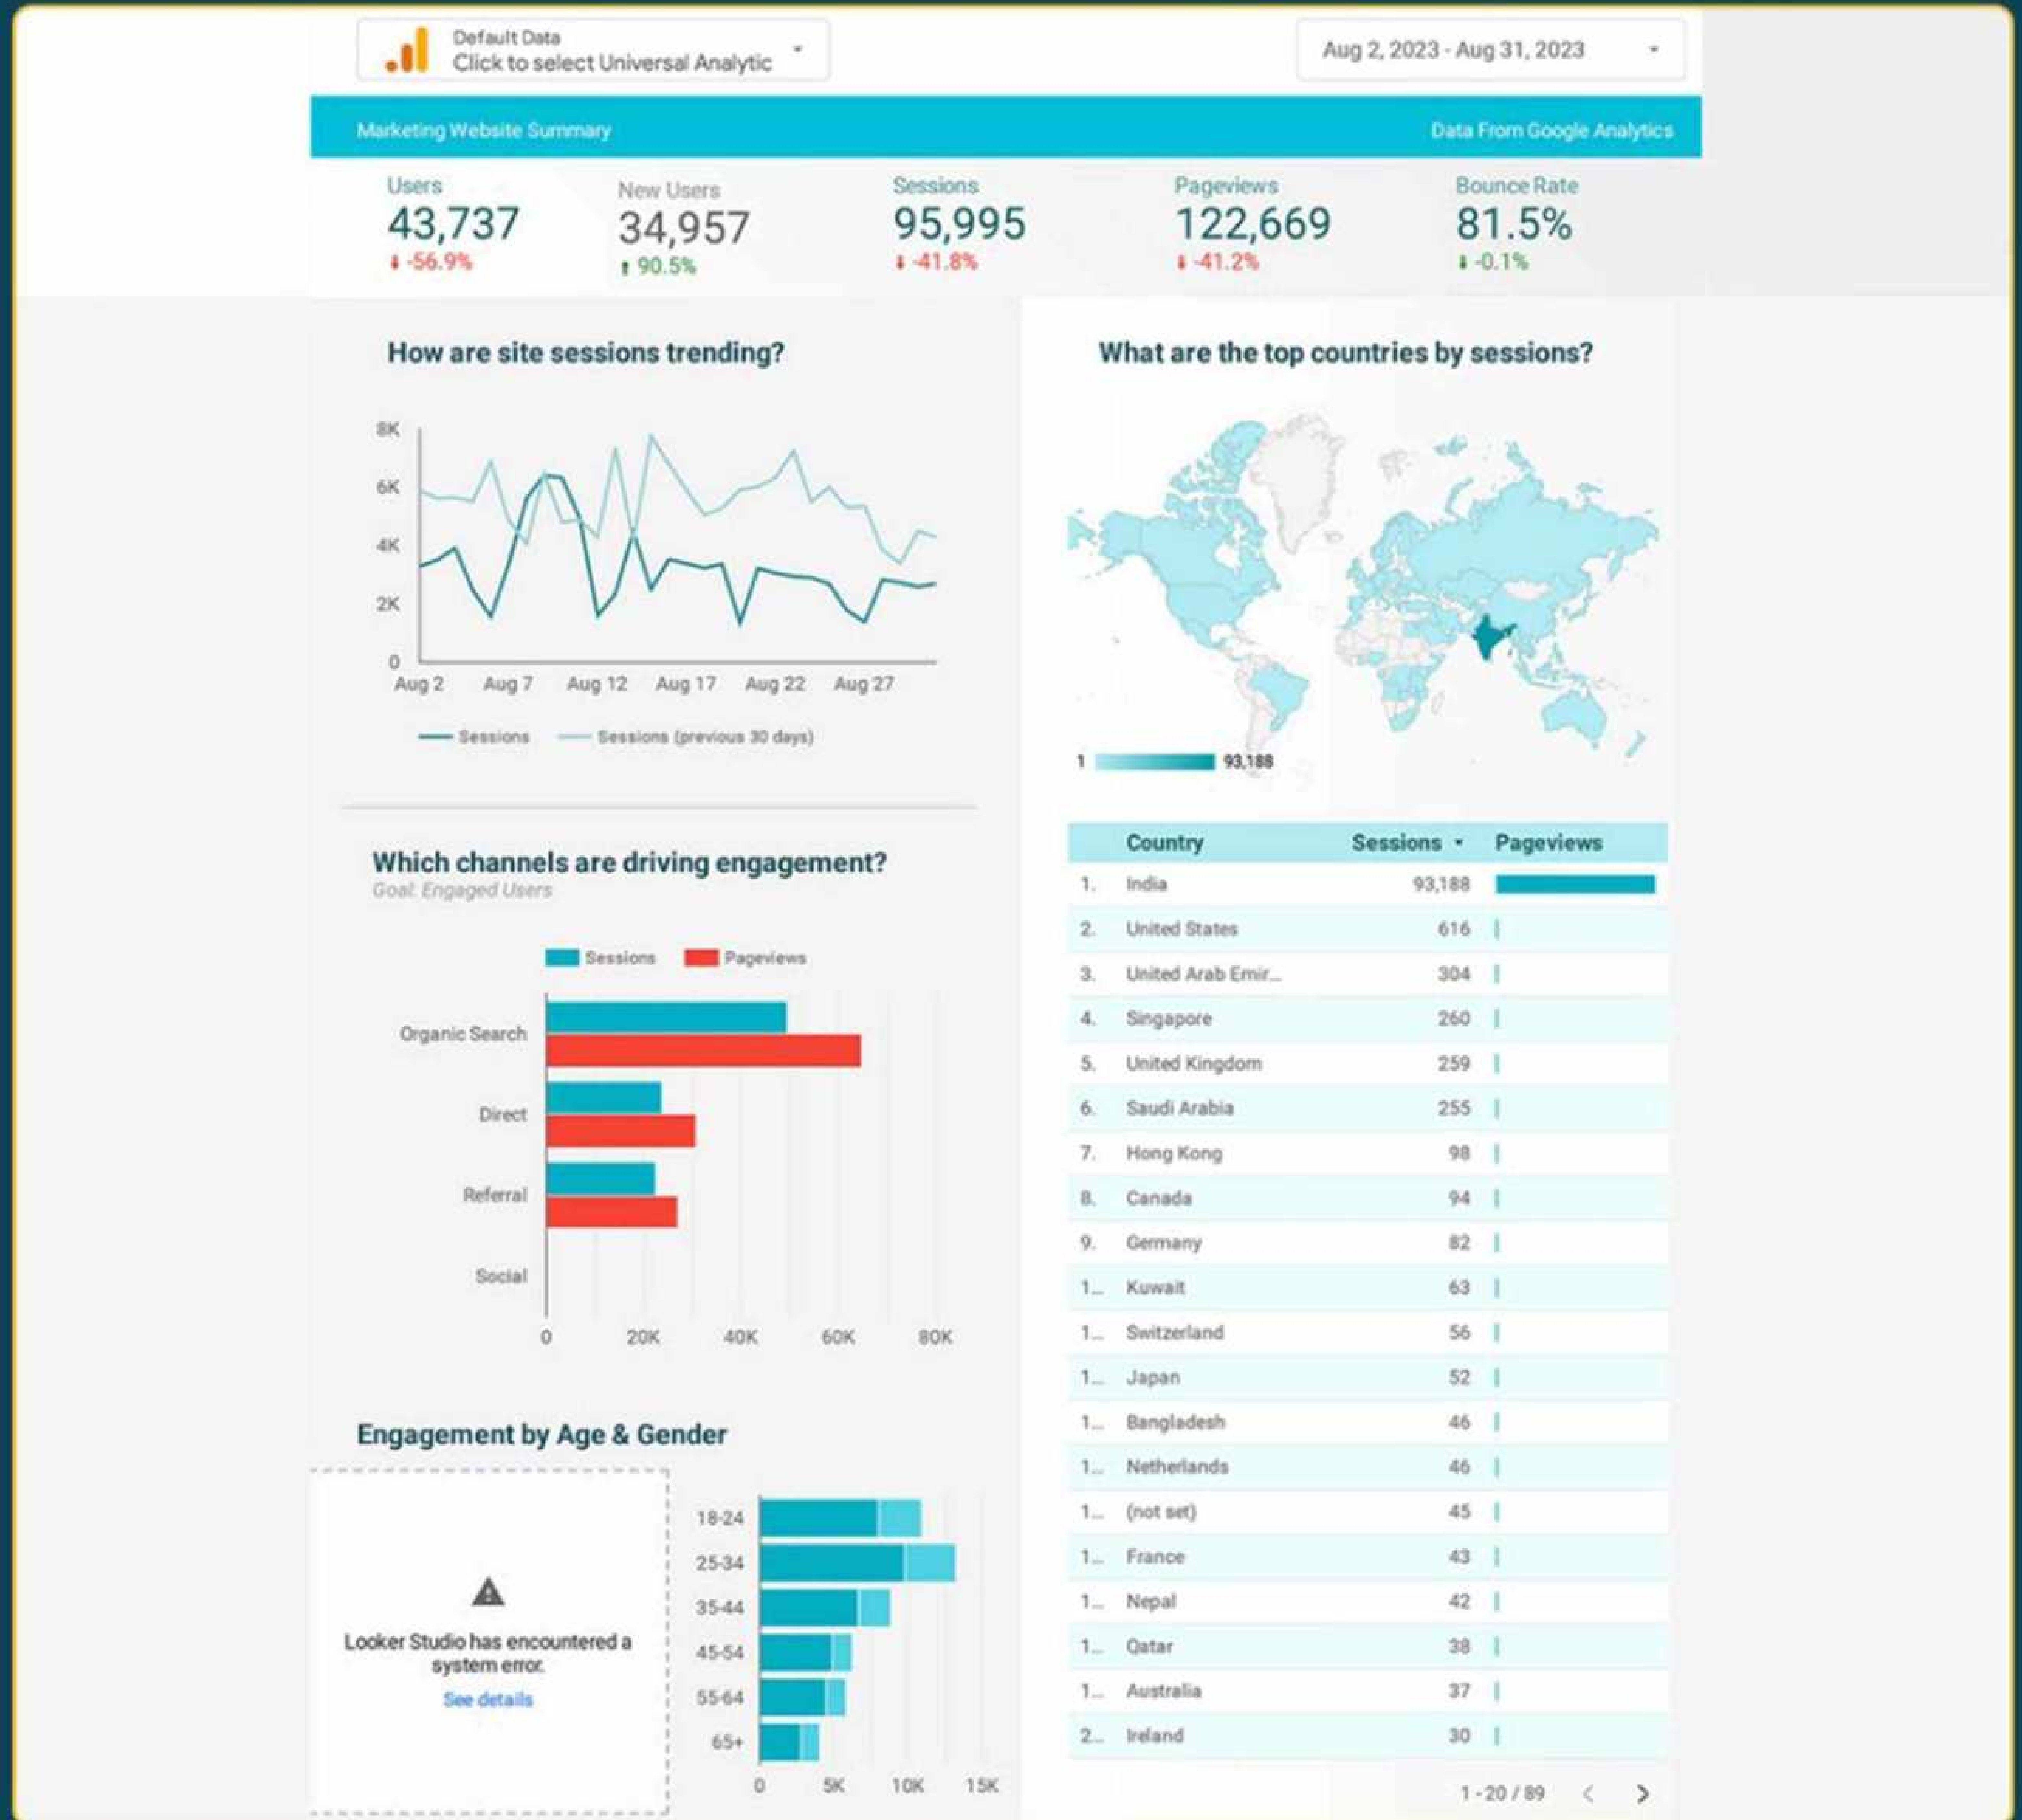 Default Data
Click to select Universal Analytic
Aug 2, 2023 - Aug 31, 2023
Marketing Website Summary
Data From Google Analytics
Users
43,737
-56.9%
New Users
34,957
90.5%
Sessions
95,995
-41.8%
Pageviews
122,669
-41.2%
Bounce Rate
81.5%
-0.1%
How are site sessions trending?
8K
6K
4K
2K
0
Aug 2 Aug 7 Aug 12 Aug 17 Aug 22 Aug 27
Sessions Sessions (previous 30 days)
Which channels are driving engagement?
Goal: Engaged Users
Sessions Pageviews
Organic Search
Direct
Referral
Social
0 20K 40K 60K 80K
Engagement by Age & Gender
Looker Studio has encountered a
system error.
See details
18-24
25-34
35-44
45-54
55-64
65+
0 5K 10K 15K
What are the top countries by sessions?
1 93,188
Country Sessions Pageviews
1. India 93,188
2. United States 616
3. United Arab Emir...
304
4. Singapore 260
5. United Kingdom 259
6. Saudi Arabia 255
7. Hong Kong 98
8. Canada 94
9. Germany 82
1... Kuwait 63
1... Switzerland 56
1... Japan 52
1... Bangladesh 46
1... Netherlands 46
1... (not set) 45
1... France 43
1... Nepal 42
1... Qatar 38
1... Australia 37
2... Ireland 30
1 - 20 / 89 < >